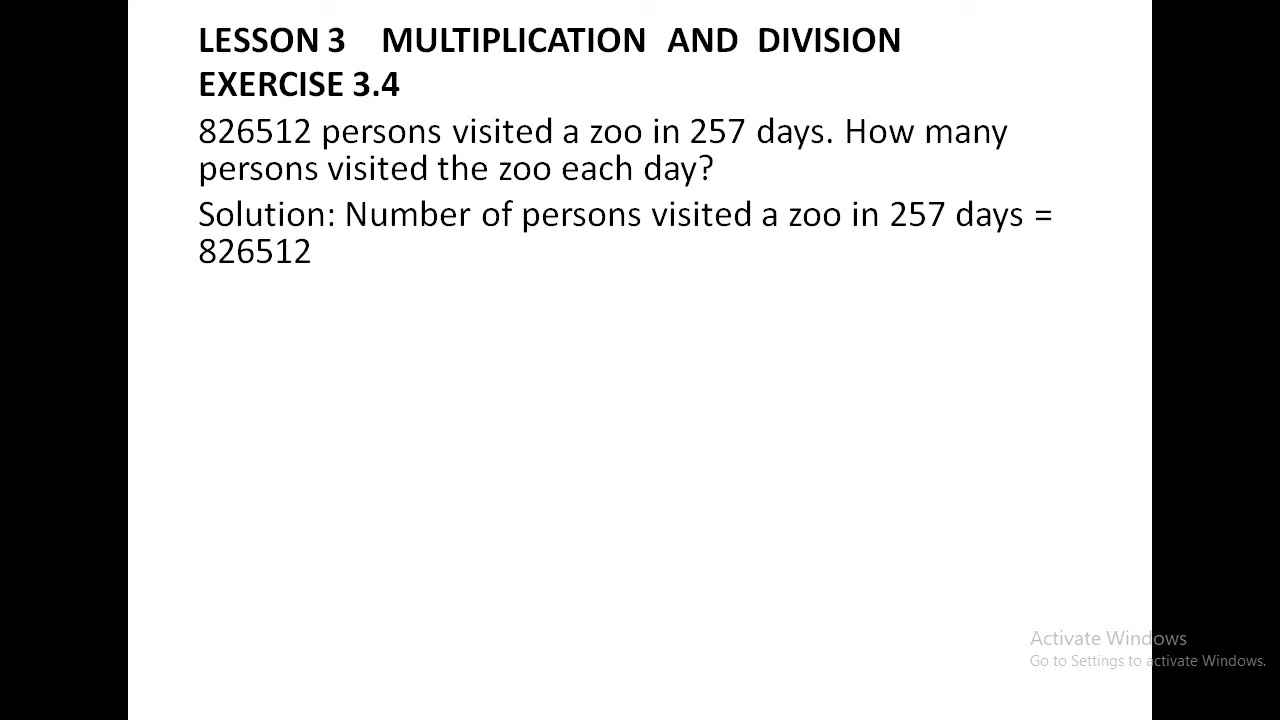 LESSON 3 MULTIPLICATION AND DIVISION
EXERCISE 3.4
826512 persons visited a zoo in 257 days. How many
persons visited the zoo each day?
Solution: Number of persons visited a zoo in 257 days =
826512
Activate Windows
Go to Settings to activate Windows.